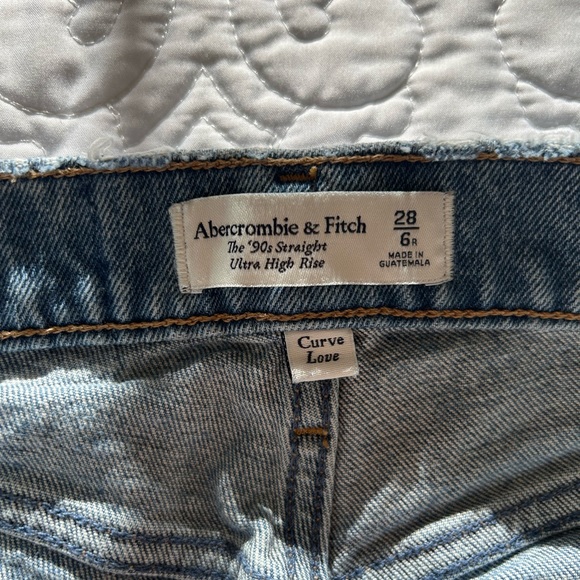 Abercrombie & Fitch
The '90s Straight
Ultra High Rise
28
6R
MADE IN
GUATEMALA
Curve
Love